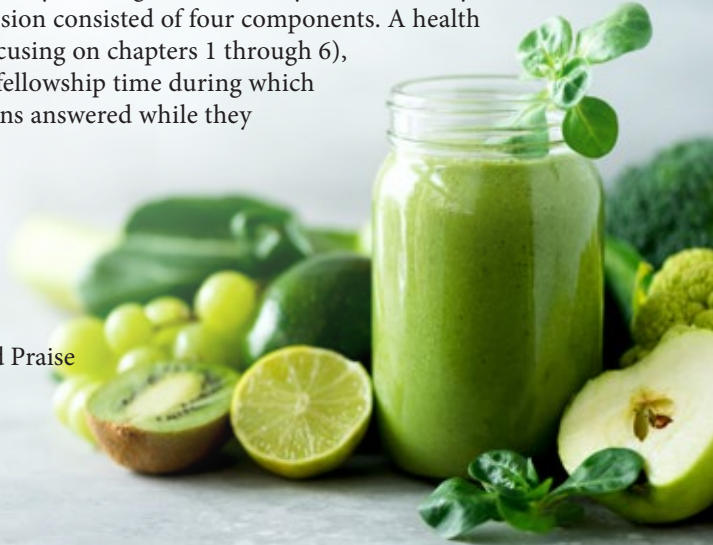 sion consisted of four components. A health
cusing on chapters 1 through 6),
fellowship time during which
ns answered while they
d Praise